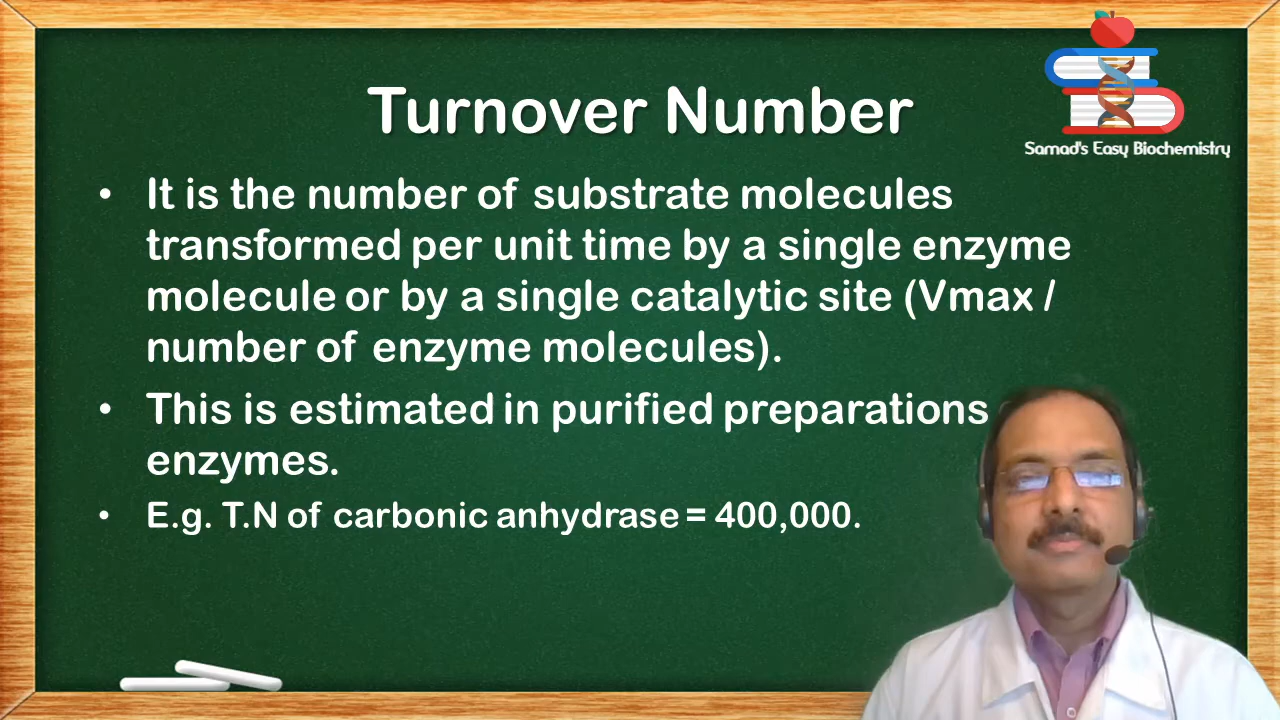 Turnover Number
Samad's Easy Biochemistry
• It is the number of substrate molecules
transformed per unit time by a single enzyme
molecule or by a single catalytic site (Vmax /
number of enzyme molecules).
• This is estimated in purified preparations
enzymes.
• E.g. T.N of carbonic anhydrase = 400,000.